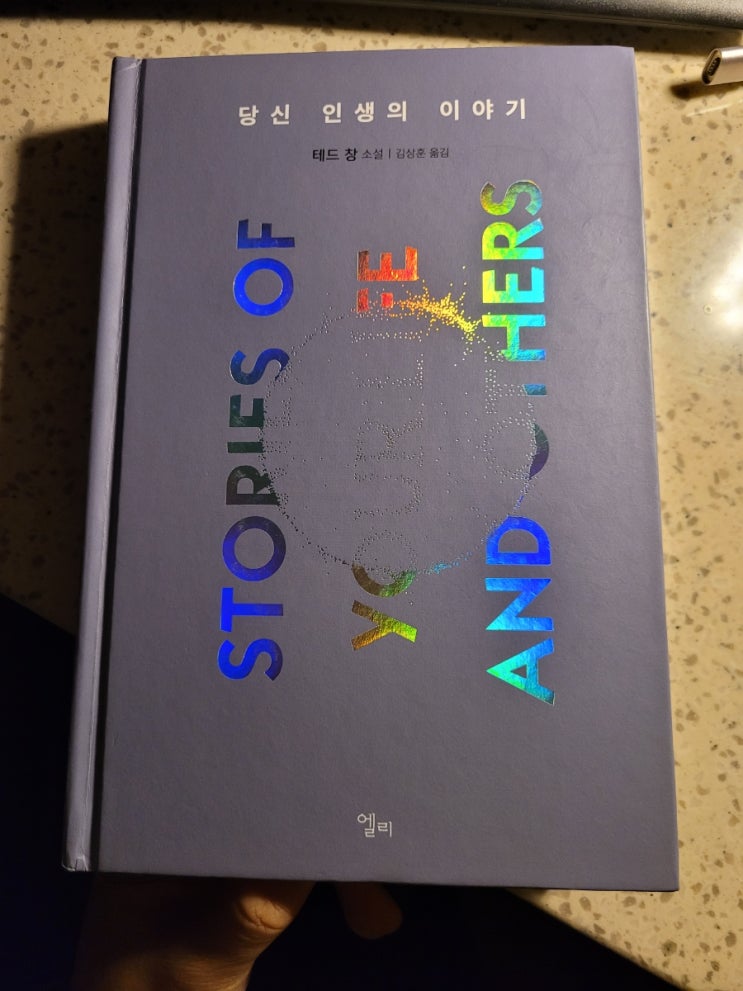 당신 인생의 이야기
테드 창 소설 | 김상훈 옮김
STORIES OF
YOUR LIFE
AND OTHERS
엘리